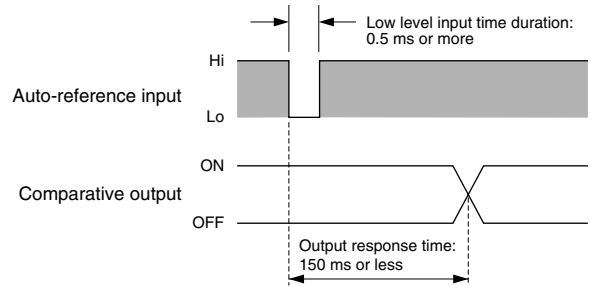 Low level input time duration:
0.5 ms or more
Hi
Auto-reference input
Lo
ON
Comparative output
OFF
Output response time:
150 ms or less